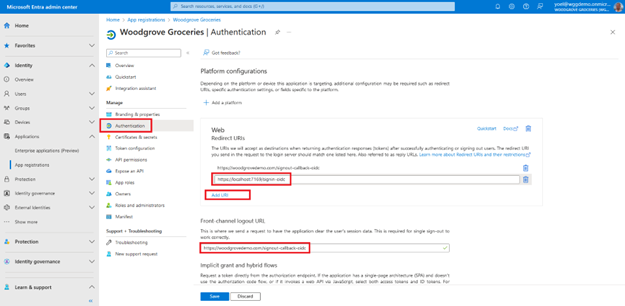 Microsoft Entra admin center
Search resources, services, and docs (G+/)
Home
Favorites
Identity
Overview
Users
Groups
Devices
Applications
Enterprise applications (Preview)
App registrations
Protection
Identity governance
External Identities
Show more
Protection
Identity governance
Learn & support
Home > App registrations > Woodgrove Groceries
Woodgrove Groceries | Authentication
Search
Got feedback?
Overview
Quickstart
Integration assistant
Manage
Branding & properties
Authentication
Certificates & secrets
Token configuration
API permissions
Expose an API
App roles
Owners
Roles and administrators
Manifest
Support + Troubleshooting
Troubleshooting
New support request
Platform configurations
Depending on the platform or device this application is targeting, additional configuration may be required such as redirect
URIs, specific authentication settings, or fields specific to the platform.
Add a platform
Web
Quickstart
Docs
Redirect URIs
The URIs we will accept as destinations when returning authentication responses (tokens) after successfully authenticating or signing out users. The redirect URI
you send in the request to the login server should match one listed here. Also referred to as reply URLs. Learn more about Redirect URIs and their restrictions
https://woodgrovedemo.com/signout-callback-oidc
Add URI
Front-channel logout URL
This is where we send a request to have the application clear the user's session data. This is required for single sign-out to
work correctly.
https://woodgrovedemo.com/signout-callback-oidc
Implicit grant and hybrid flows
Request a token directly from the authorization endpoint. If the application has a single-page architecture (SPA) and doesn't
use the authorization code flow, or if it invokes a web API via JavaScript, select both access tokens and ID tokens. For
Save
Discard